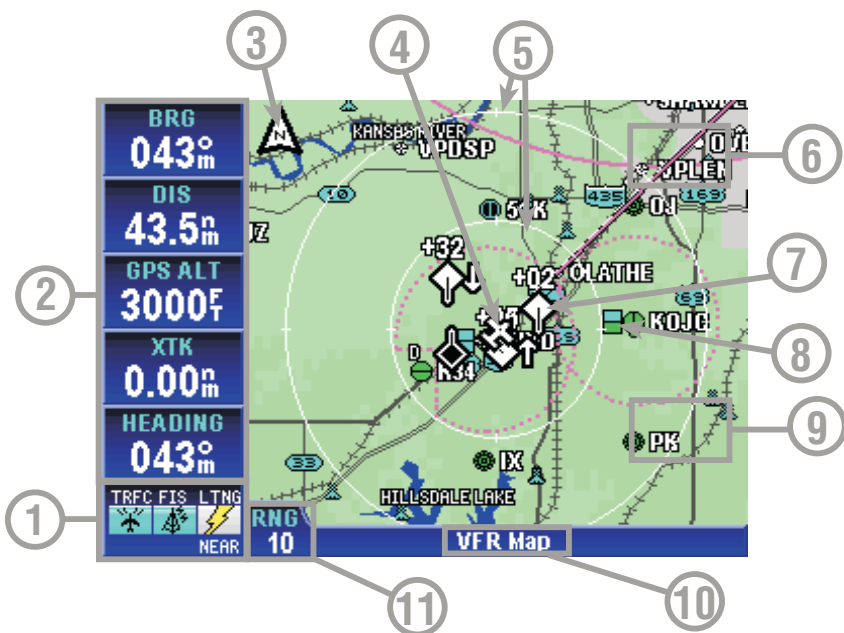 3
4
5
BRG
043°m
KANSAS RIVER
VPDSP
6
10
435
169
DIS
43.5nm
OJ
+32
GPS ALT
3000FT
+02
OLATHE
7
2
69
KOJC
XTK
0.00nm
D
K34
8
HEADING
043°m
PK
9
33
IX
TRFC FIS LTNG
NEAR
1
HILLSDALE LAKE
RNG
10
VFR Map
11
10